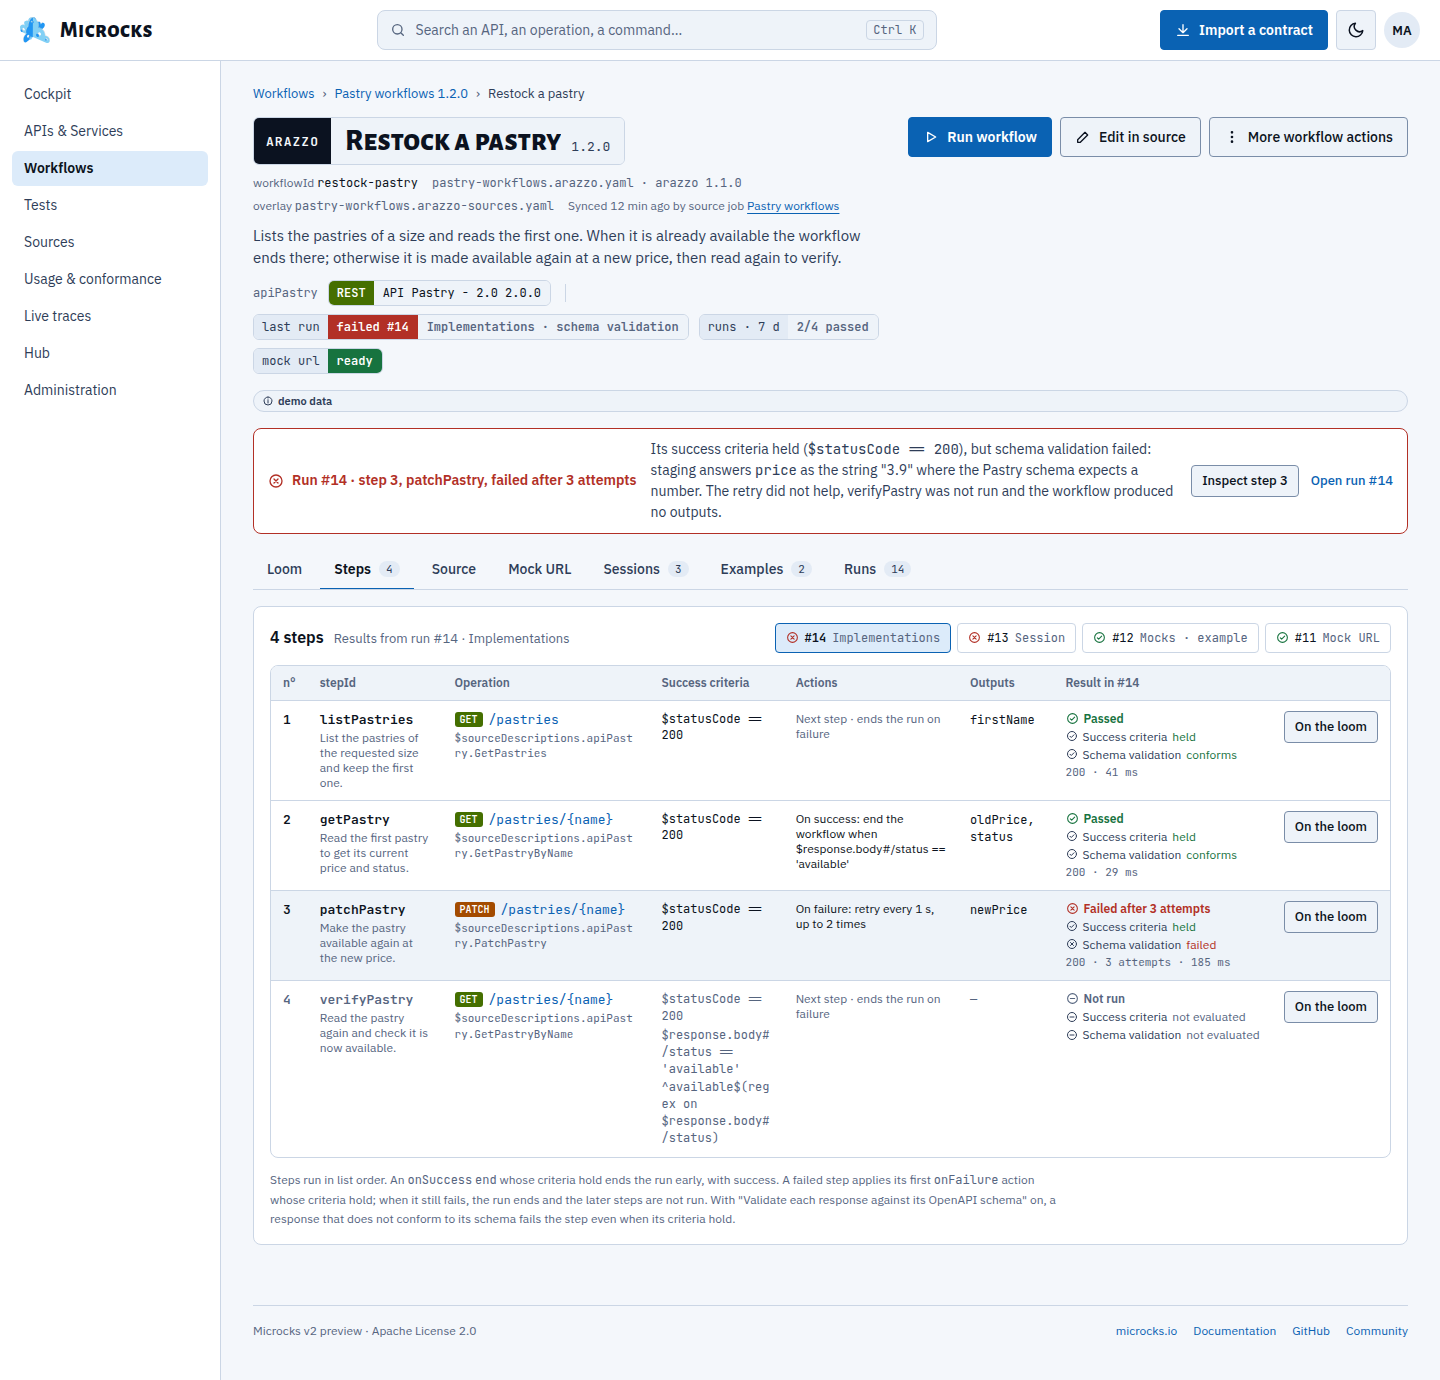 Microcks
Search an API, an operation, a command...
Ctrl K
Import a contract
MA
Cockpit
APIs & Services
Workflows
Tests
Sources
Usage & conformance
Live traces
Hub
Administration
Workflows › Pastry workflows 1.2.0 › Restock a pastry
ARAZZO Restock a pastry 1.2.0
Run workflow
Edit in source
More workflow actions
workflowId restock-pastry pastry-workflows.arazzo.yaml · arazzo 1.1.0
overlay pastry-workflows.arazzo-sources.yaml Synced 12 min ago by source job Pastry workflows
Lists the pastries of a size and reads the first one. When it is already available the workflow
ends there; otherwise it is made available again at a new price, then read again to verify.
apiPastry REST API Pastry - 2.0 2.0.0
last run failed #14 Implementations · schema validation runs · 7 d 2/4 passed
mock url ready
demo data
Run #14 · step 3, patchPastry, failed after 3 attempts
Its success criteria held ($statusCode == 200), but schema validation failed:
staging answers price as the string "3.9" where the Pastry schema expects a
number. The retry did not help, verifyPastry was not run and the workflow produced
no outputs.
Inspect step 3
Open run #14
Loom
Steps 4
Source
Mock URL
Sessions 3
Examples 2
Runs 14
4 steps Results from run #14 · Implementations
#14 Implementations
#13 Session
#12 Mocks · example
#11 Mock URL
nº stepId Operation Success criteria Actions Outputs Result in #14
1
listPastries
List the pastries of
the requested size
and keep the first
one.
GET /pastries
$sourceDescriptions.apiPast
ry.GetPastries
$statusCode ==
200
Next step · ends the run on
failure
firstName
Passed
Success criteria held
Schema validation conforms
200 · 41 ms
On the loom
2
getPastry
Read the first pastry
to get its current
price and status.
GET /pastries/{name}
$sourceDescriptions.apiPast
ry.GetPastryByName
$statusCode ==
200
On success: end the
workflow when
$response.body#/status ==
'available'
oldPrice,
status
Passed
Success criteria held
Schema validation conforms
200 · 29 ms
On the loom
3
patchPastry
Make the pastry
available again at
the new price.
PATCH /pastries/{name}
$sourceDescriptions.apiPast
ry.PatchPastry
$statusCode ==
200
On failure: retry every 1 s,
up to 2 times
newPrice
Failed after 3 attempts
Success criteria held
Schema validation failed
200 · 3 attempts · 185 ms
On the loom
4
verifyPastry
Read the pastry
again and check it is
now available.
GET /pastries/{name}
$sourceDescriptions.apiPast
ry.GetPastryByName
$statusCode ==
200
$response.body#
/status ==
'available'
^available$(reg
ex on
$response.body#
/status)
Next step · ends the run on
failure
—
Not run
Success criteria not evaluated
Schema validation not evaluated
On the loom
Steps run in list order. An onSuccess end whose criteria hold ends the run early, with success. A failed step applies its first onFailure action
whose criteria hold; when it still fails, the run ends and the later steps are not run. With "Validate each response against its OpenAPI schema" on, a
response that does not conform to its schema fails the step even when its criteria hold.
Microcks v2 preview · Apache License 2.0
microcks.io
Documentation
GitHub
Community